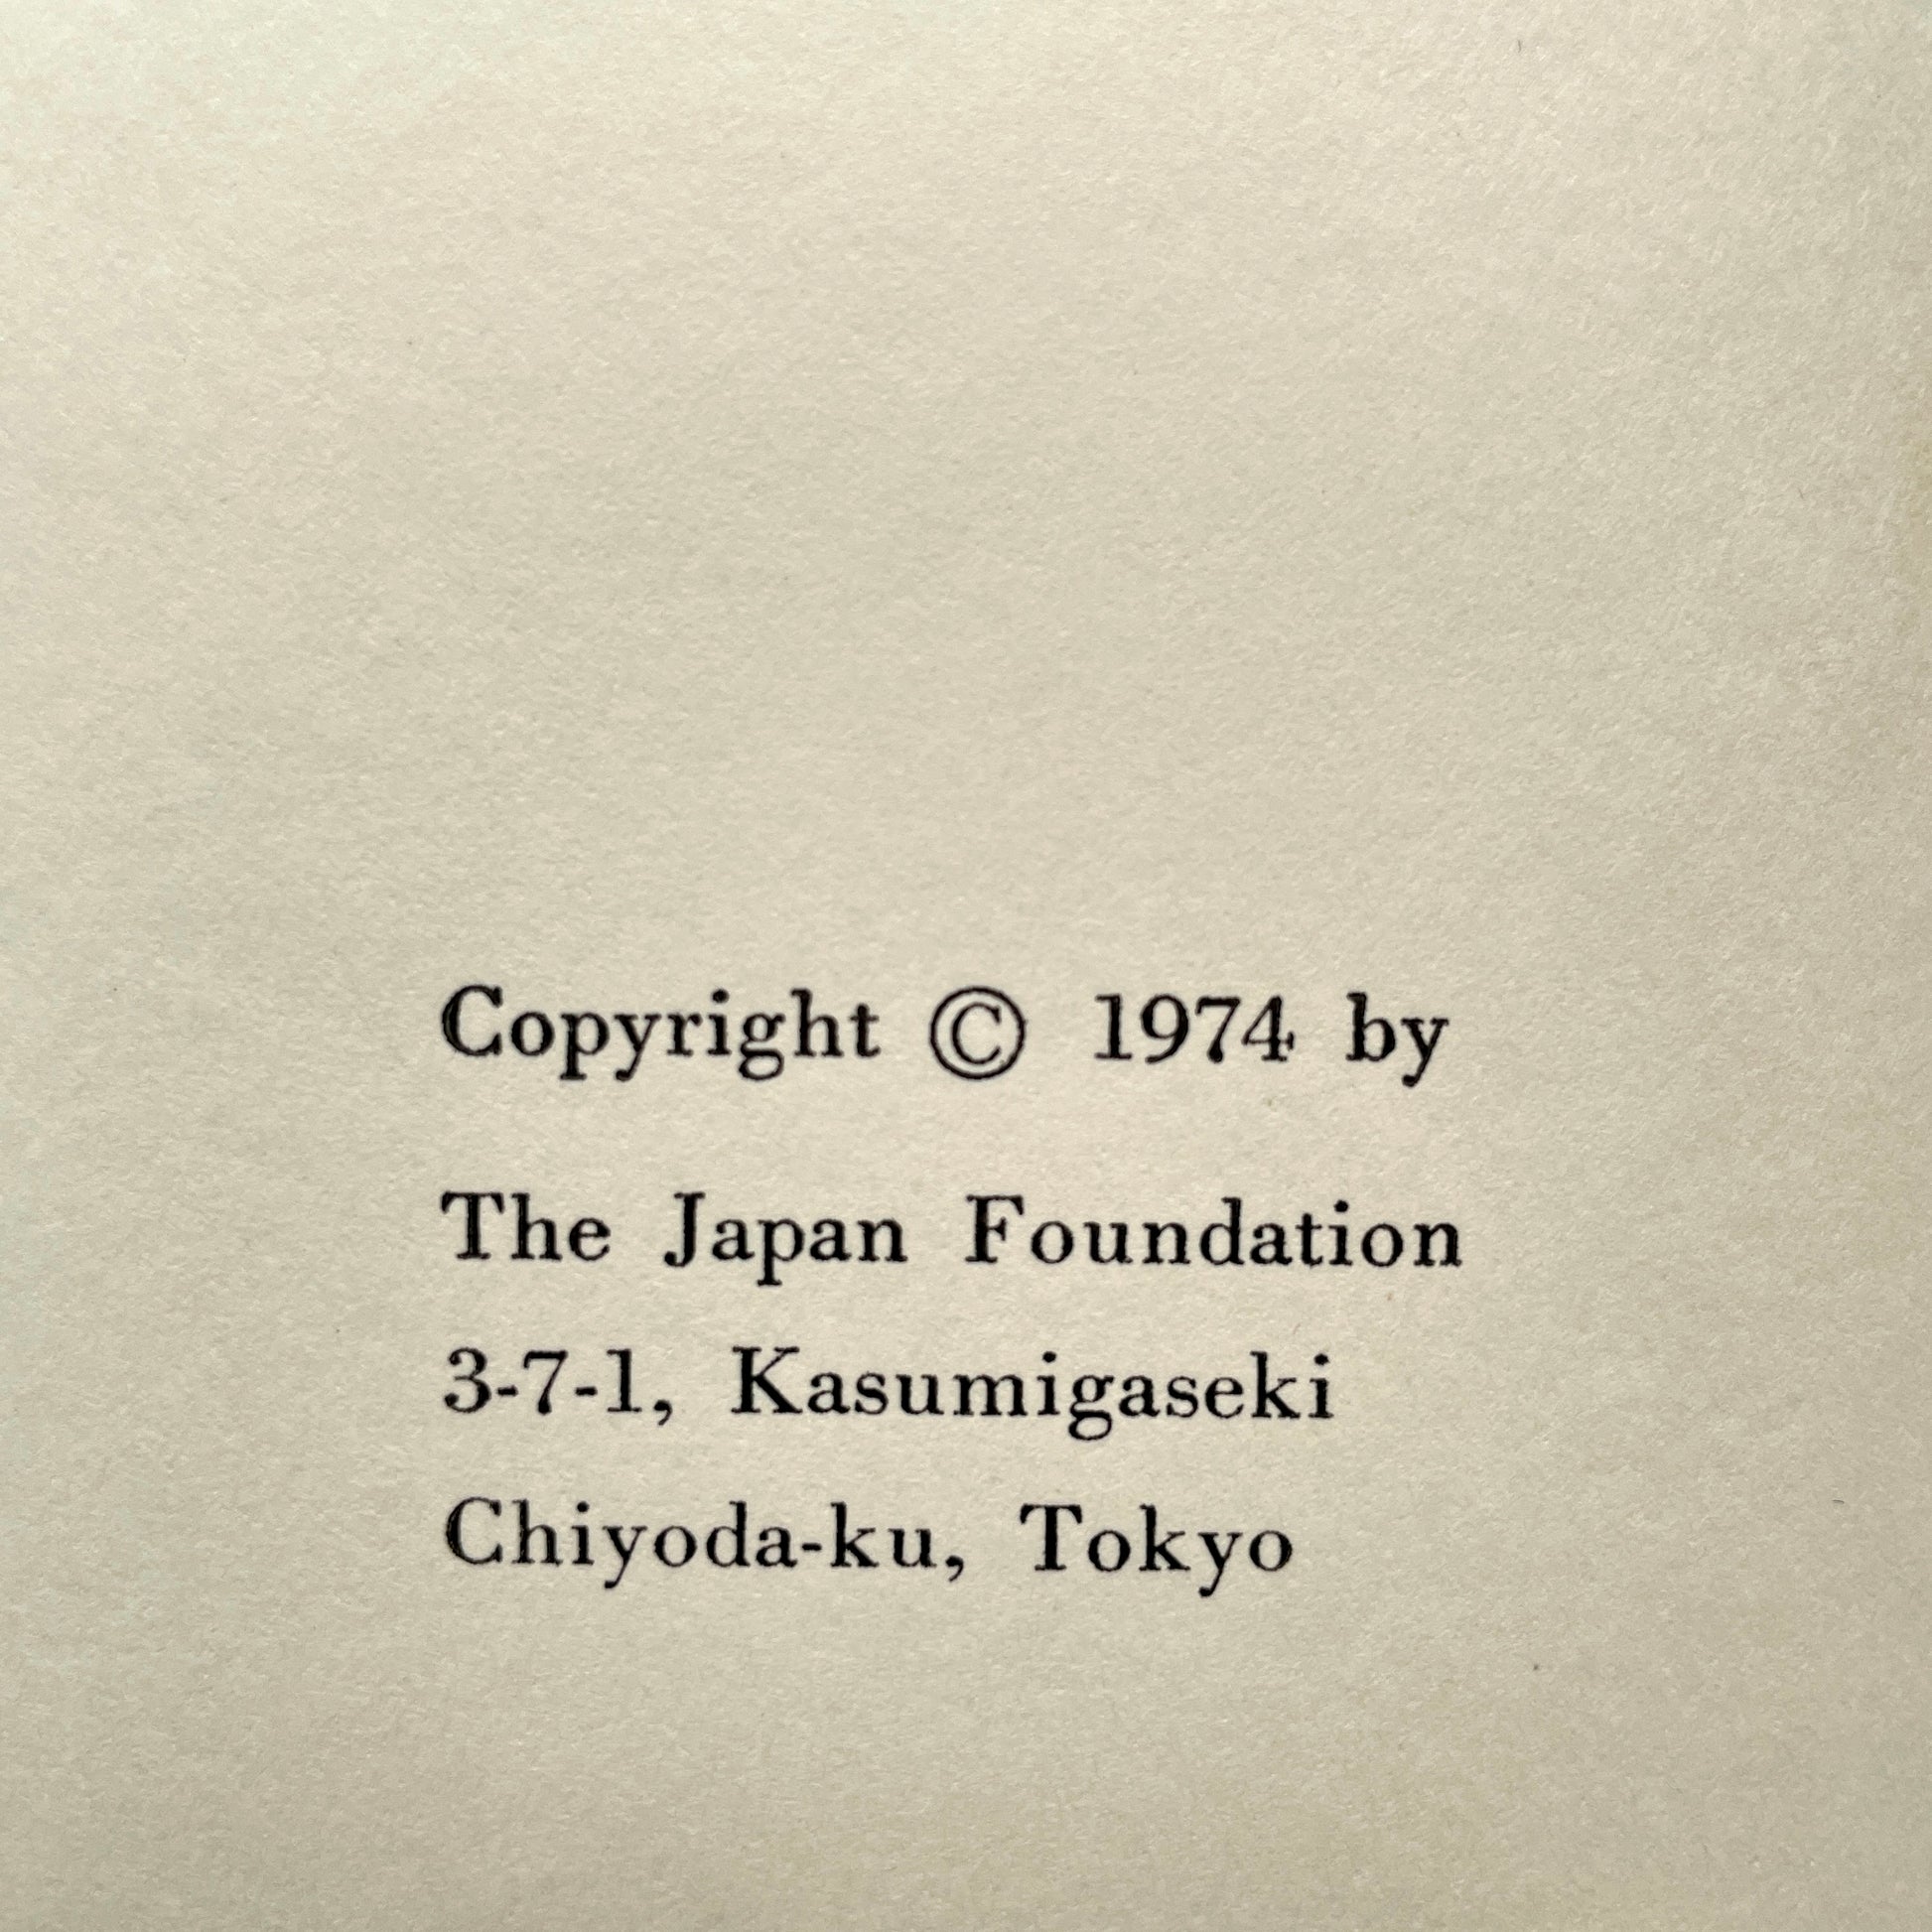 Copyright © 1974 by
The Japan Foundation
3-7-1, Kasumigaseki
Chiyoda-ku, Tokyo